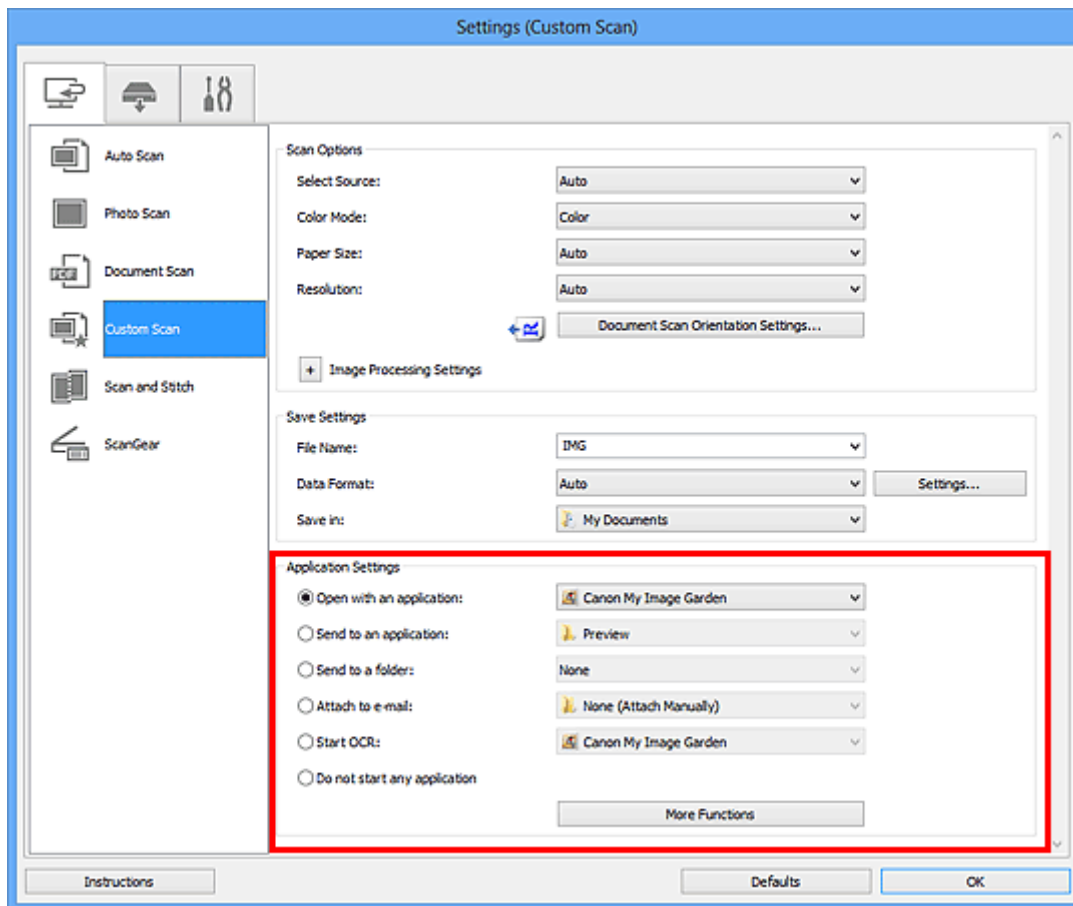 Settings (Custom Scan)
Auto Scan
Photo Scan
PDF
Document Scan
Custom Scan
Scan and Stitch
ScanGear
Scan Options
Select Source: Auto
Color Mode: Color
Paper Size: Auto
Resolution: Auto
R Document Scan Orientation Settings...
+ Image Processing Settings
Save Settings
File Name: IMG
Data Format: Auto Settings...
Save in: My Documents
Application Settings
Open with an application: Canon My Image Garden
Send to an application: Preview
Send to a folder: None
Attach to e-mail: None (Attach Manually)
Start OCR: Canon My Image Garden
Do not start any application
More Functions
Instructions Defaults OK